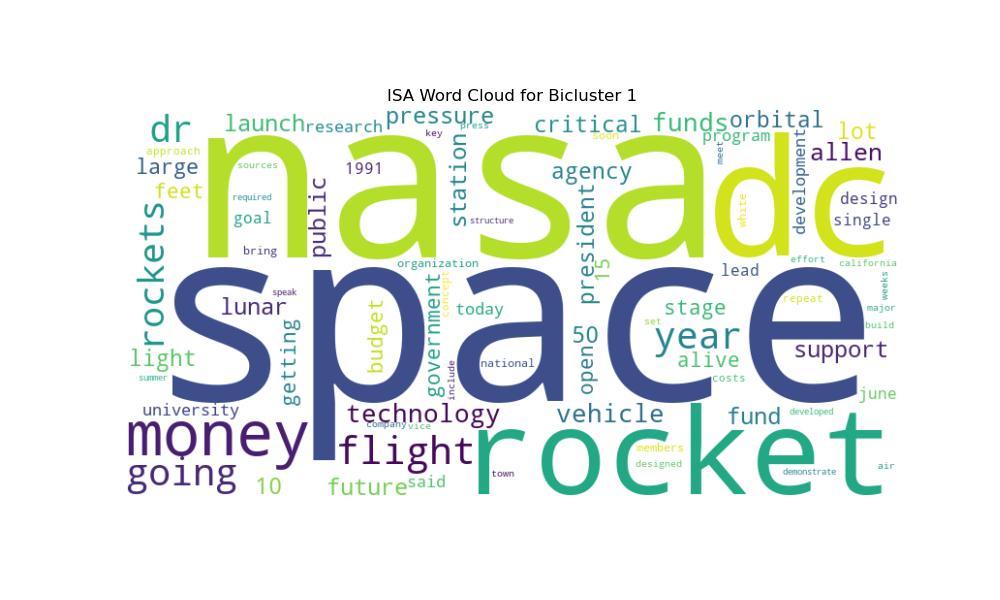 ISA Word Cloud for Bicluster 1
dr
launch
research
pressure
key
press
critical
soon
funds
program
orbital
lot
approach
large
sources
1991
station
agency
meet
development
allen
feet
required
goal
public
structure
nasa
president
white
dc
design
single
rockets
bring
organization
15
lead
effort
california
speak
lunar
budget
government
concept
today
space
stage
repeat
weeks
major
light
getting
national
50
open
set
year
alive
support
build
summer
include
costs
june
university
money
technology
company
vice
vehicle
fund
developed
going
flight
rocket
members
designed
demonstrate
air
10
future
said
town